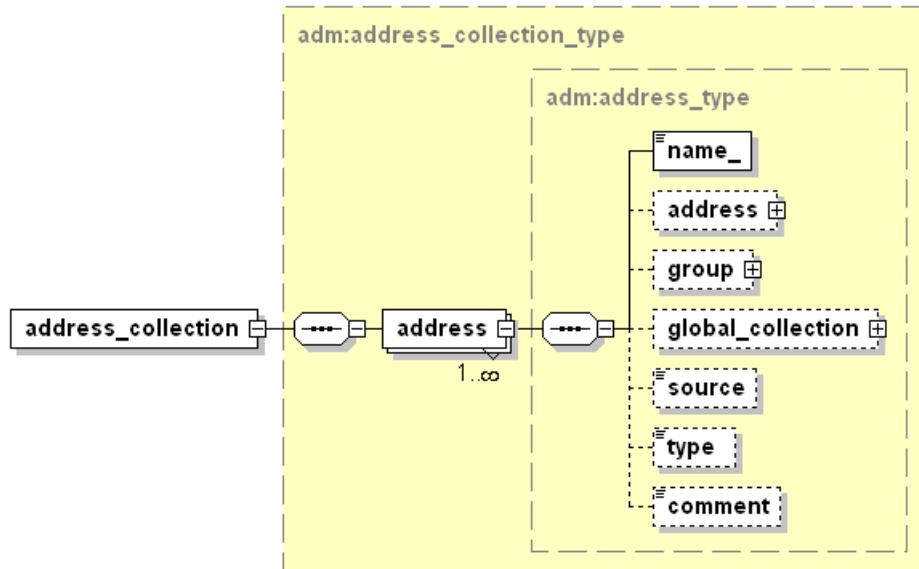 adm:address_collection_type
adm:address_type
name_
address
group
global_collection
address_collection
address
1..∞
source
type
comment